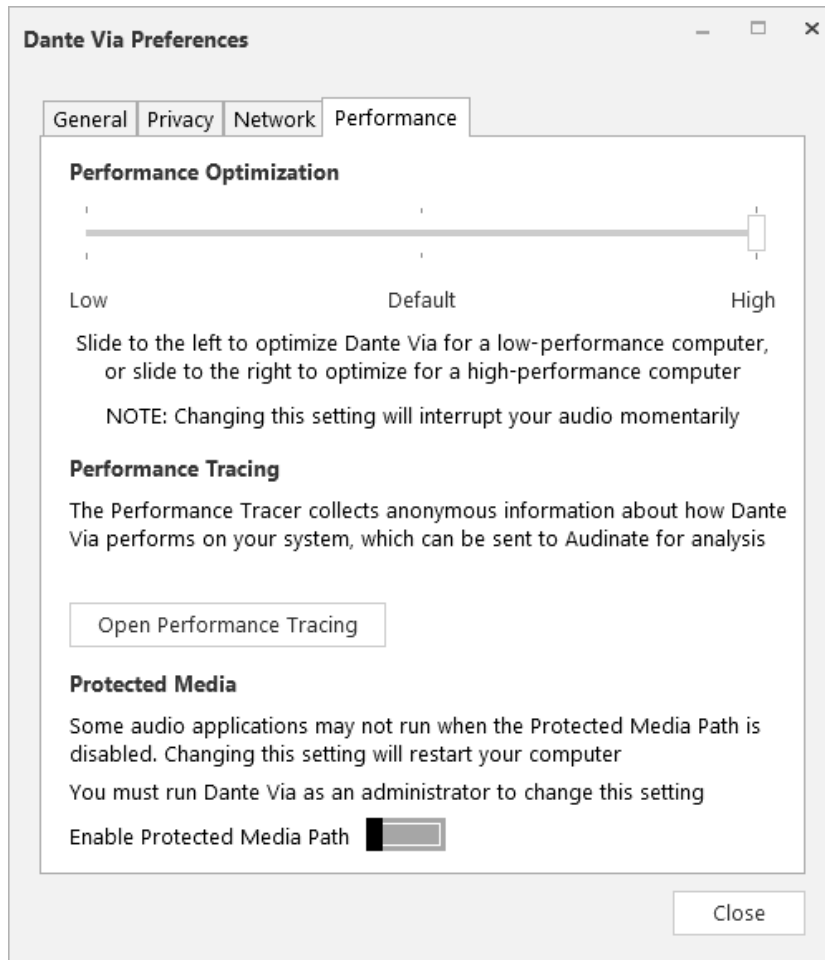 Dante Via Preferences
General Privacy Network Performance
Performance Optimization
Low Default High
Slide to the left to optimize Dante Via for a low-performance computer,
or slide to the right to optimize for a high-performance computer
NOTE: Changing this setting will interrupt your audio momentarily
Performance Tracing
The Performance Tracer collects anonymous information about how Dante
Via performs on your system, which can be sent to Audinate for analysis
Open Performance Tracing
Protected Media
Some audio applications may not run when the Protected Media Path is
disabled. Changing this setting will restart your computer
You must run Dante Via as an administrator to change this setting
Enable Protected Media Path
Close